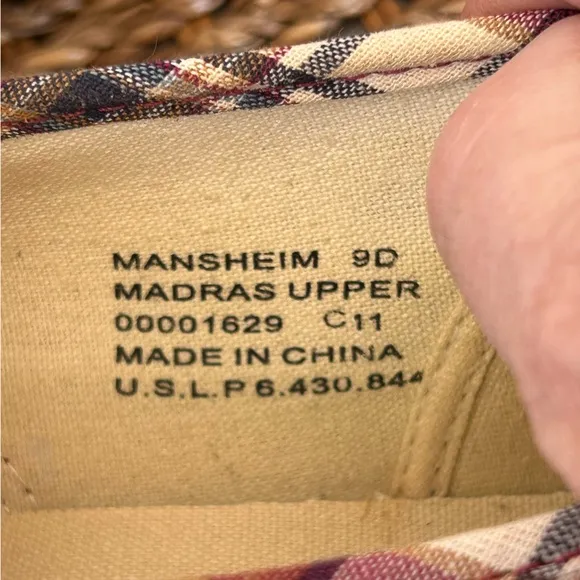 MANSHEIM 9D
MADRAS UPPER
00001629 C11
MADE IN CHINA
U.S.L.P 6.430.844